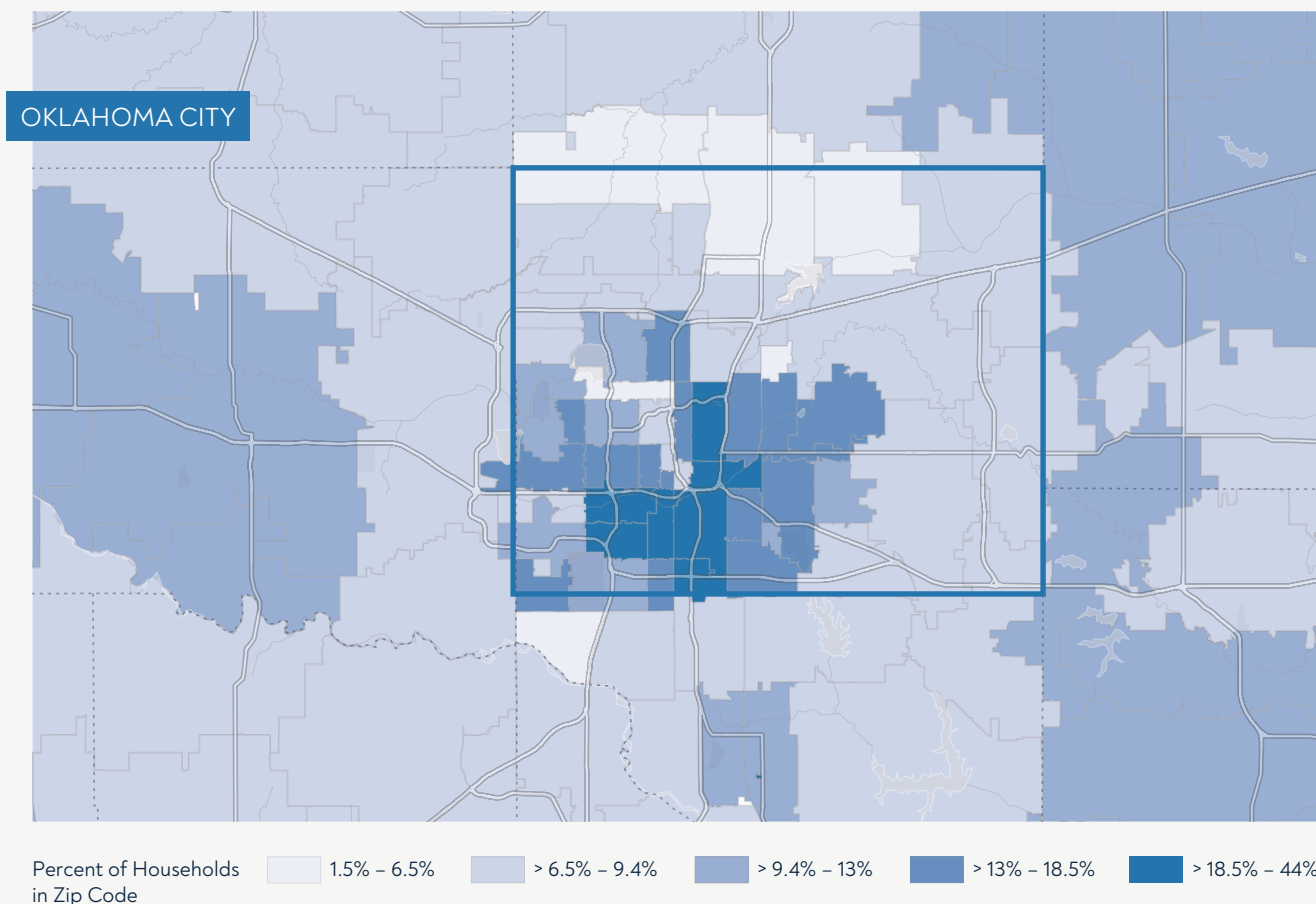 OKLAHOMA CITY
Percent of Households
in Zip Code
1.5% – 6.5%
> 6.5% – 9.4%
> 9.4% – 13%
> 13% – 18.5%
> 18.5% – 44%